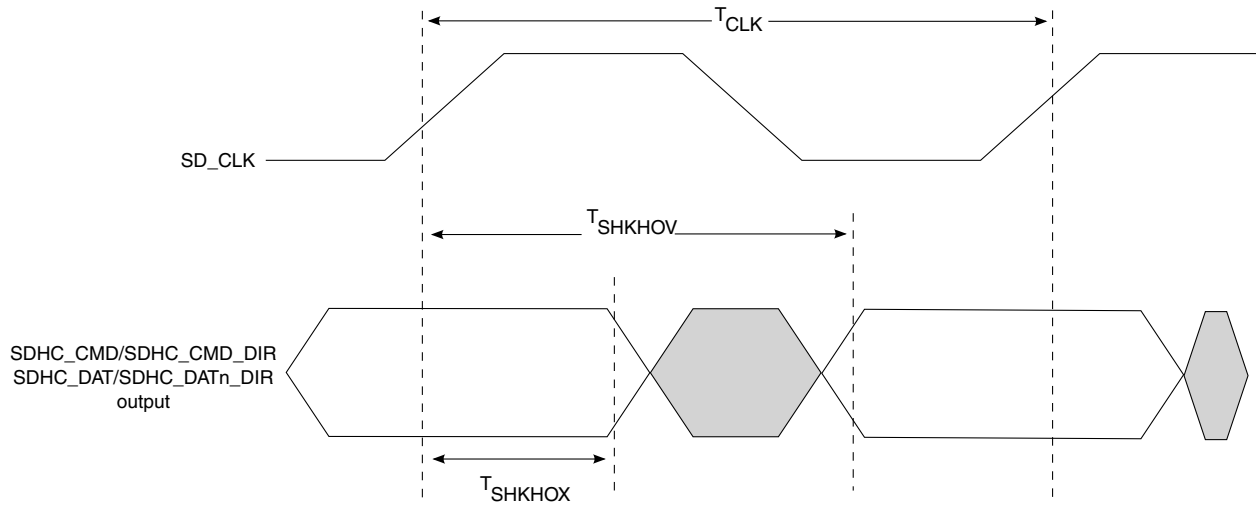 TCLK
SD_CLK
TSHKHOV
SDHC_CMD/SDHC_CMD_DIR
SDHC_DAT/SDHC_DATn_DIR
output
TSHKHOX